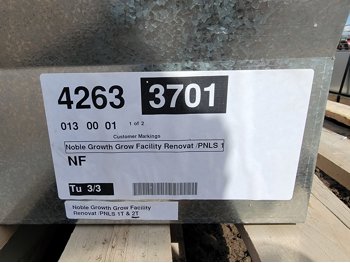 4263 3701
013 00 01 1 of 2
Customer Markings
Noble Growth Grow Facility Renovat /PNLS 1
NF
Tu 3/3
Noble Growth Grow Facility
Renovat /PNLS 1T & 2T